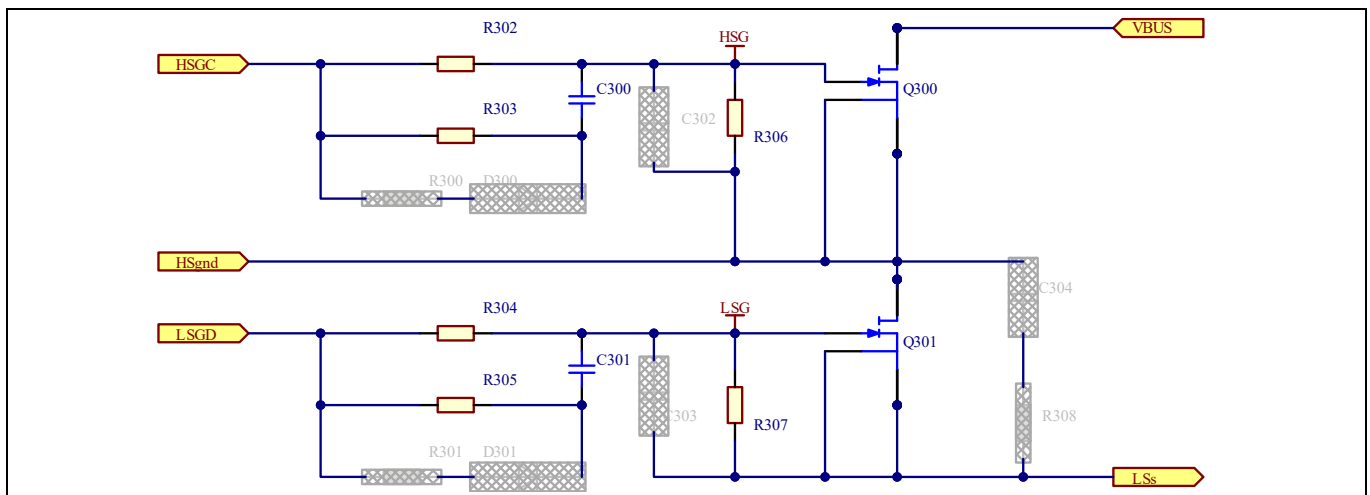 R302
HSG
VBUS
HSGC
C300
Q300
R303
C302
R306
R300
D300
HSgnd
C304
R304
LSG
LSGD
Q301
C301
R305
C303
R307
R308
R301
D301
LSs